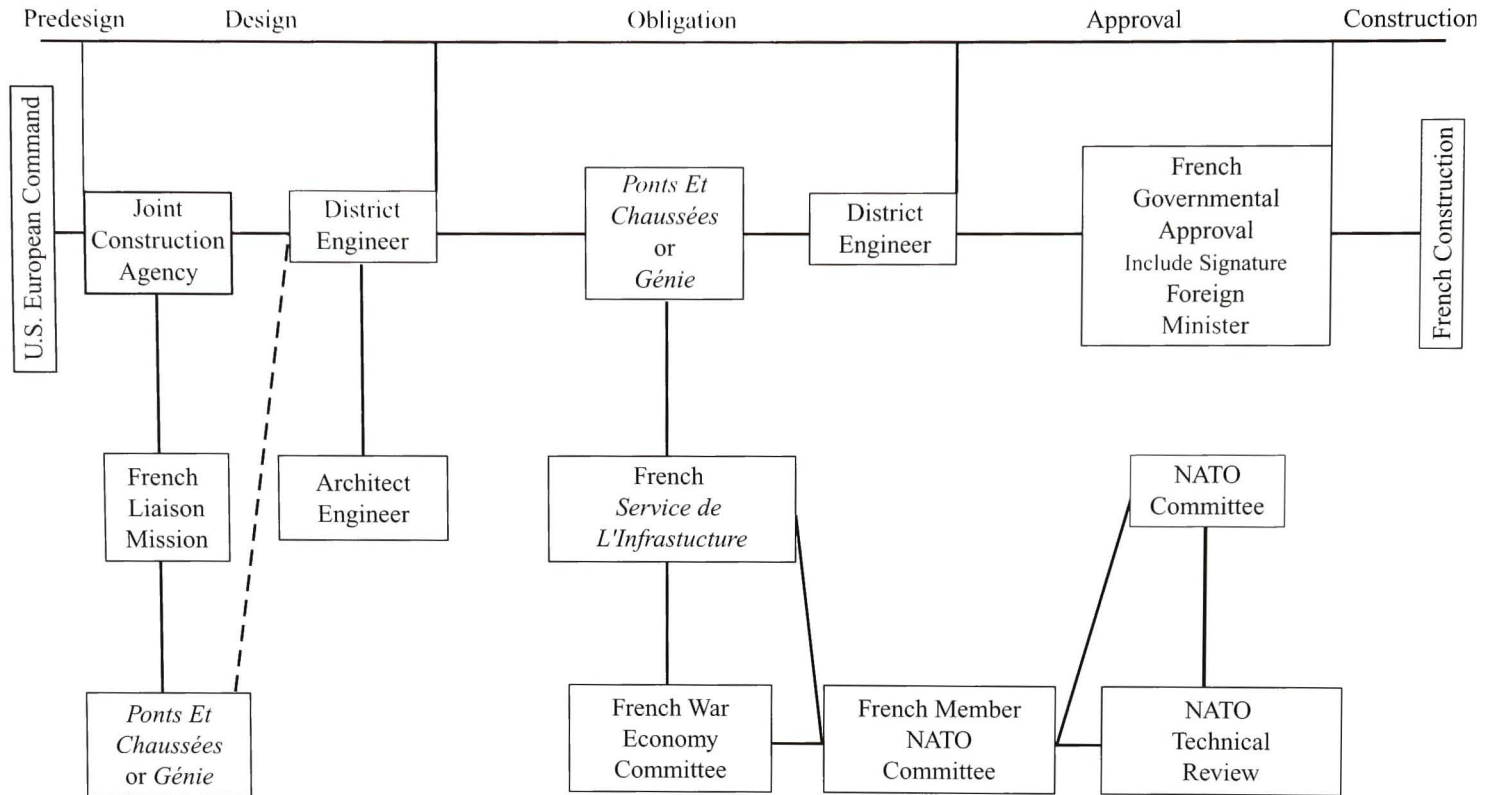 Predesign Design Obligation Approval Construction
U.S. European Command
Joint
Construction
Agency
District
Engineer
Ponts Et
Chaussées
or
Génie
District
Engineer
French
Governmental
Approval
Include Signature
Foreign
Minister
French Construction
French
Liaison
Mission
Architect
Engineer
French
Service de
L'Infrastucture
NATO
Committee
Ponts Et
Chaussées
or Génie
French War
Economy
Committee
French Member
NATO
Committee
NATO
Technical
Review